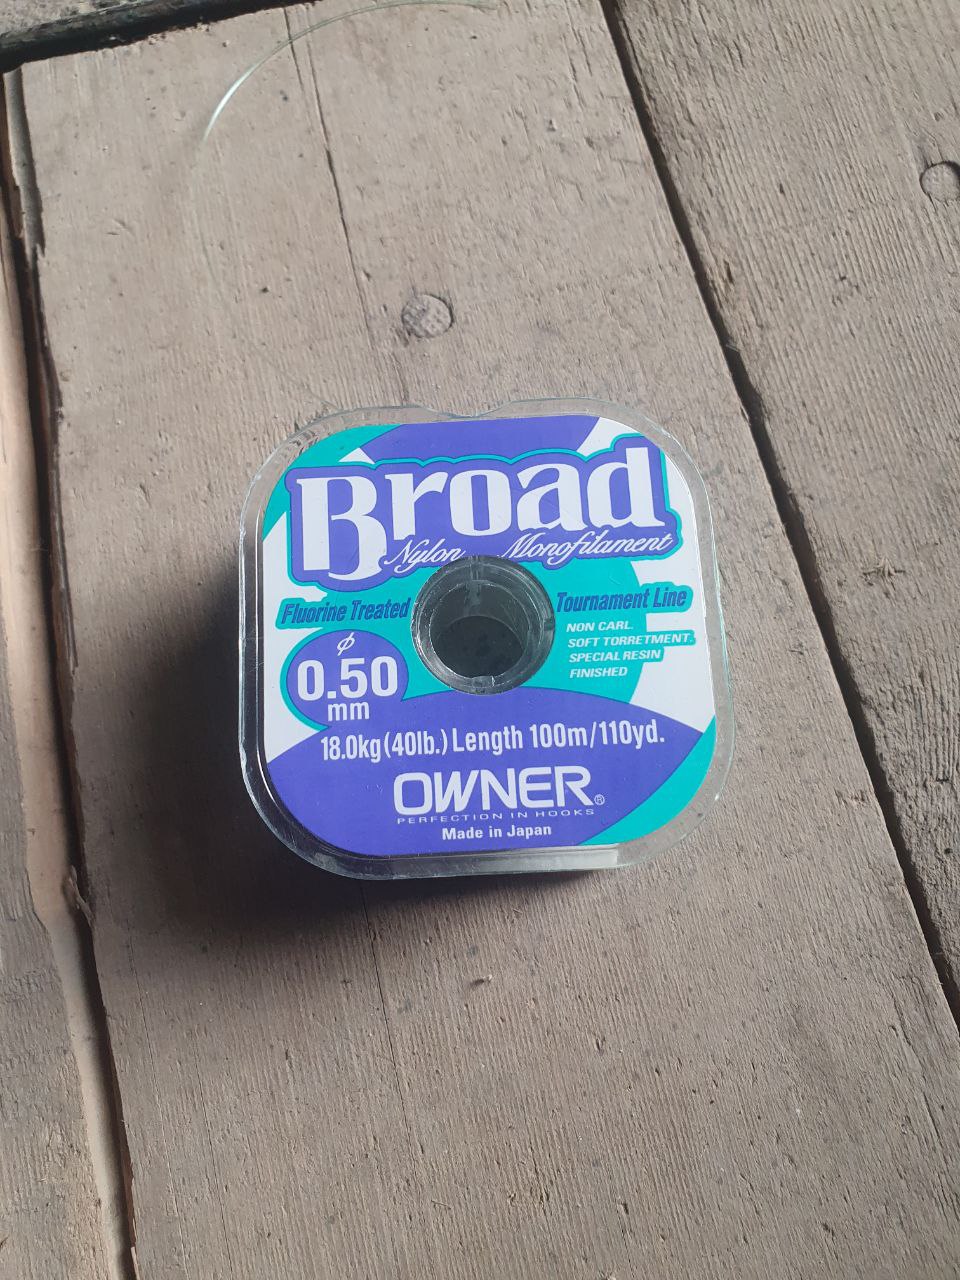 Broad
Nylon Monofilament
Fluorine Treated
Tournament Line
NON CARL.
SOFT TORRETMENT.
SPECIAL RESIN
FINISHED
φ
0.50
mm
18.0kg(40lb.) Length 100m/110yd.
OWNER®
PERFECTION IN HOOKS
Made in Japan